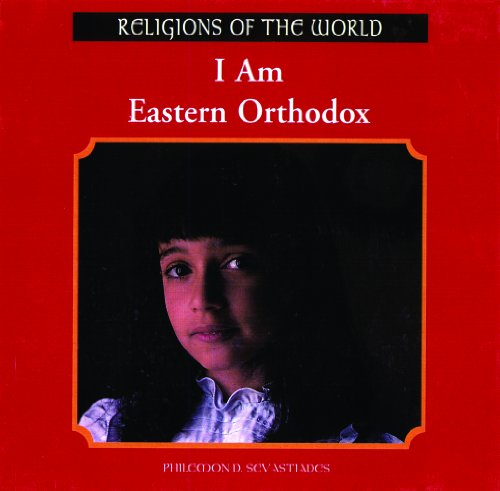 RELIGIONS OF THE WORLD
I Am
Eastern Orthodox
PHILEMON D. SEVASTIADES